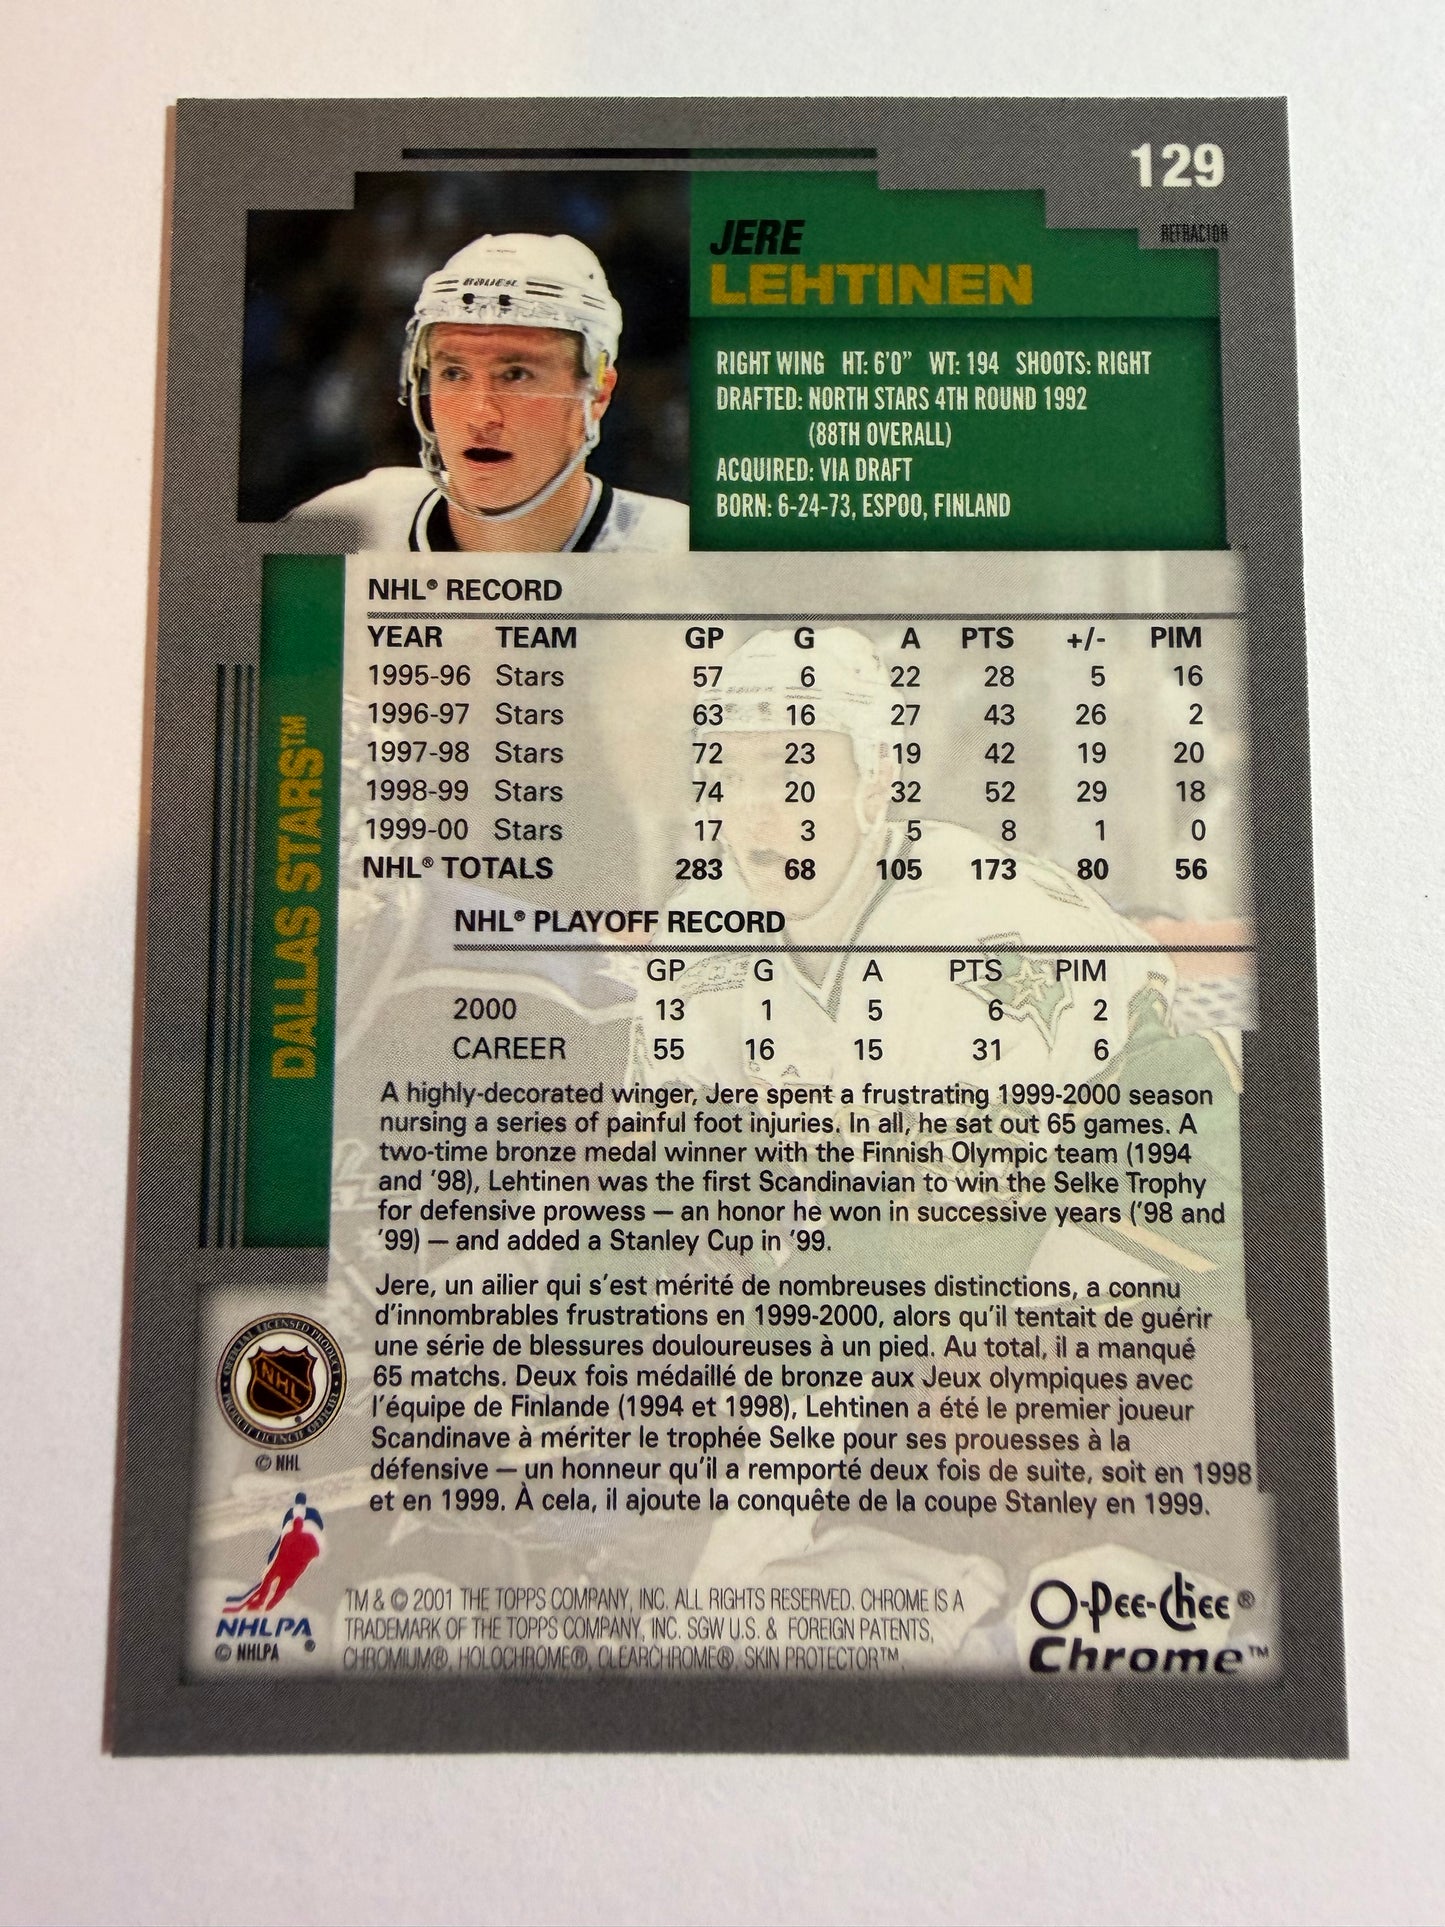 129
REFRACTOR
JERE
LEHTINEN
BAUER
RIGHT WING HT: 6'0" WT: 194 SHOOTS: RIGHT
DRAFTED: NORTH STARS 4TH ROUND 1992
(88TH OVERALL)
ACQUIRED: VIA DRAFT
BORN: 6-24-73, ESPOO, FINLAND
DALLAS STARS™
NHL® RECORD
YEAR TEAM GP G A PTS +/- PIM
1995-96 Stars 57 6 22 28 5 16
1996-97 Stars 63 16 27 43 26 2
1997-98 Stars 72 23 19 42 19 20
1998-99 Stars 74 20 32 52 29 18
1999-00 Stars 17 3 5 8 1 0
NHL® TOTALS 283 68 105 173 80 56
NHL® PLAYOFF RECORD
GP G A PTS PIM
2000 13 1 5 6 2
CAREER 55 16 15 31 6
A highly-decorated winger, Jere spent a frustrating 1999-2000 season
nursing a series of painful foot injuries. In all, he sat out 65 games. A
two-time bronze medal winner with the Finnish Olympic team (1994
and '98), Lehtinen was the first Scandinavian to win the Selke Trophy
for defensive prowess — an honor he won in successive years ('98 and
'99) — and added a Stanley Cup in '99.
Jere, un ailier qui s'est mérité de nombreuses distinctions, a connu
d'innombrables frustrations en 1999-2000, alors qu'il tentait de guérir
une série de blessures douloureuses à un pied. Au total, il a manqué
65 matchs. Deux fois médaillé de bronze aux Jeux olympiques avec
l'équipe de Finlande (1994 et 1998), Lehtinen a été le premier joueur
Scandinave à mériter le trophée Selke pour ses prouesses à la
défensive — un honneur qu'il a remporté deux fois de suite, soit en 1998
et en 1999. À cela, il ajoute la conquête de la coupe Stanley en 1999.
OFFICIAL LICENSED PRODUCT
NHL
© NHL
NHLPA
© NHLPA ®
TM & © 2001 THE TOPPS COMPANY, INC. ALL RIGHTS RESERVED. CHROME IS A
TRADEMARK OF THE TOPPS COMPANY, INC. SGW U.S. & FOREIGN PATENTS,
CHROMIUM®, HOLOCHROME®, CLEARCHROME®, SKIN PROTECTOR™.
O-Pee-Chee®
Chrome™